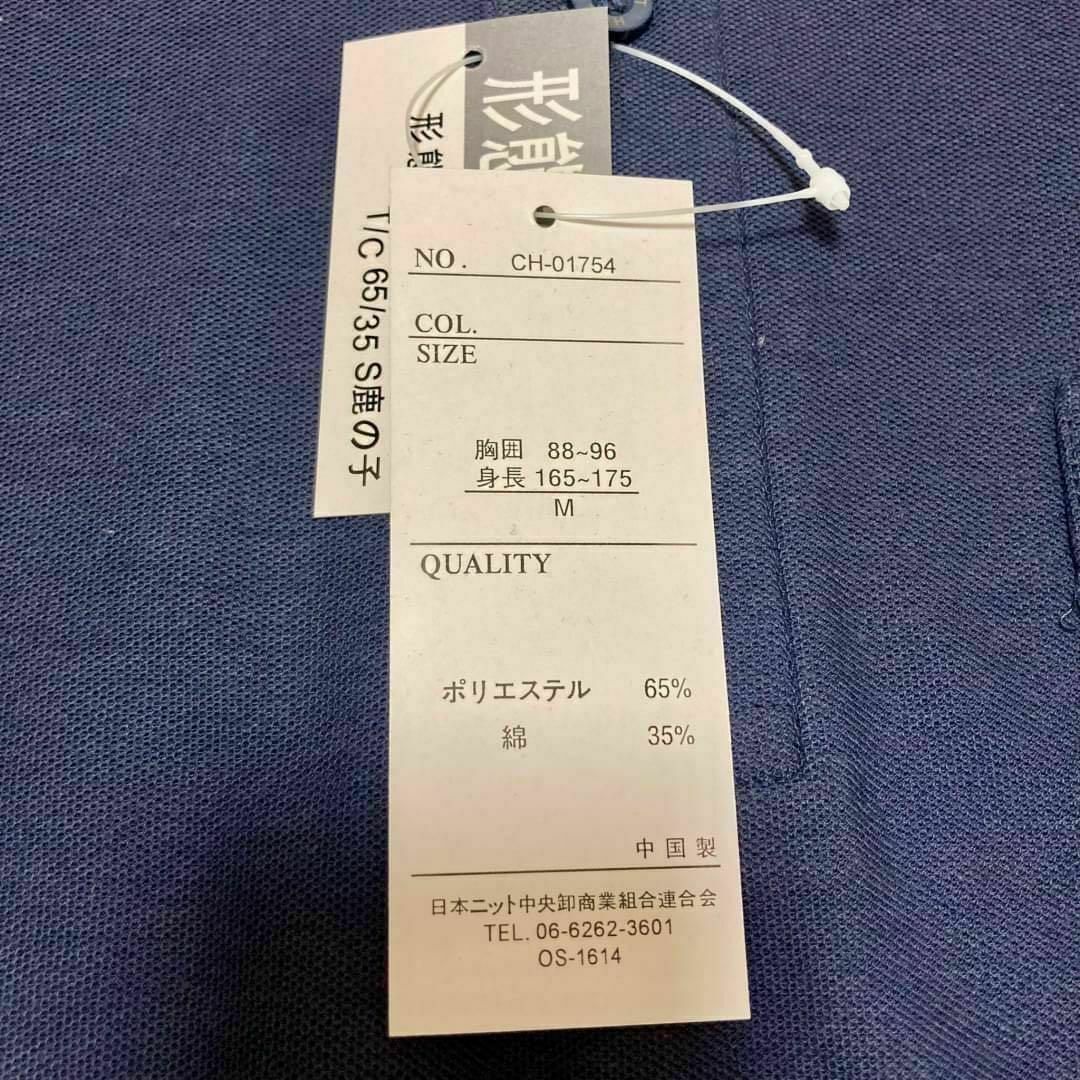 形態
形態
T/C 65/35 S鹿の子
NO. CH-01754
COL.
SIZE
胸囲 88~96
身長 165~175
M
QUALITY
ポリエステル 65%
綿 35%
中国製
日本ニット中央卸商業組合連合会
TEL. 06-6262-3601
OS-1614